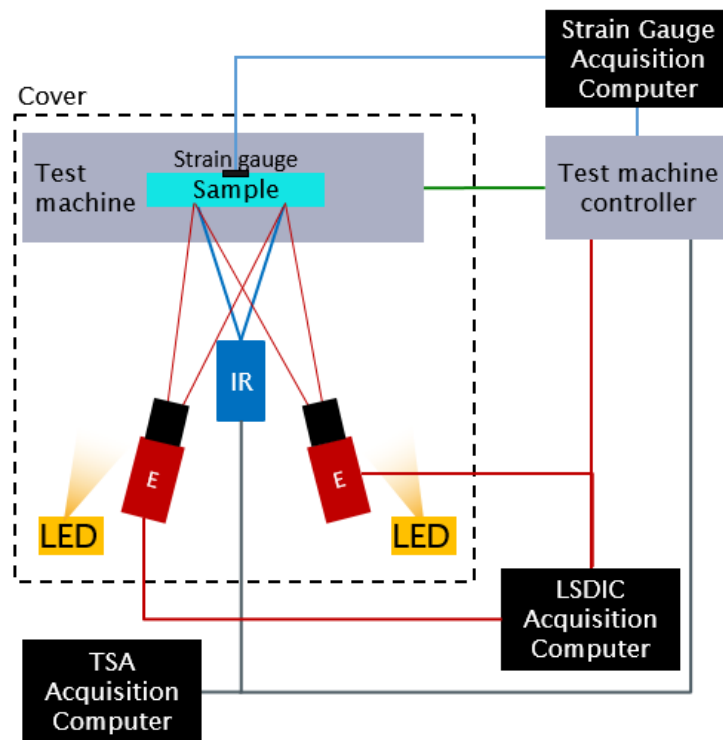 Strain Gauge
Acquisition
Computer
Cover
Strain gauge
Test
machine
Sample
Test machine
controller
IR
E
E
LED
LED
LSDIC
Acquisition
Computer
TSA
Acquisition
Computer